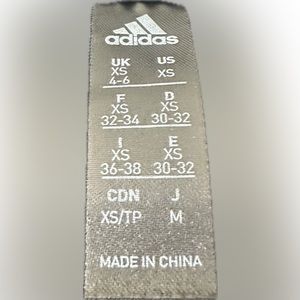 adidas
UK US
XS XS
4-6
F D
XS XS
32-34 30-32
I E
XS XS
36-38 30-32
CDN J
XS/TP M
MADE IN CHINA